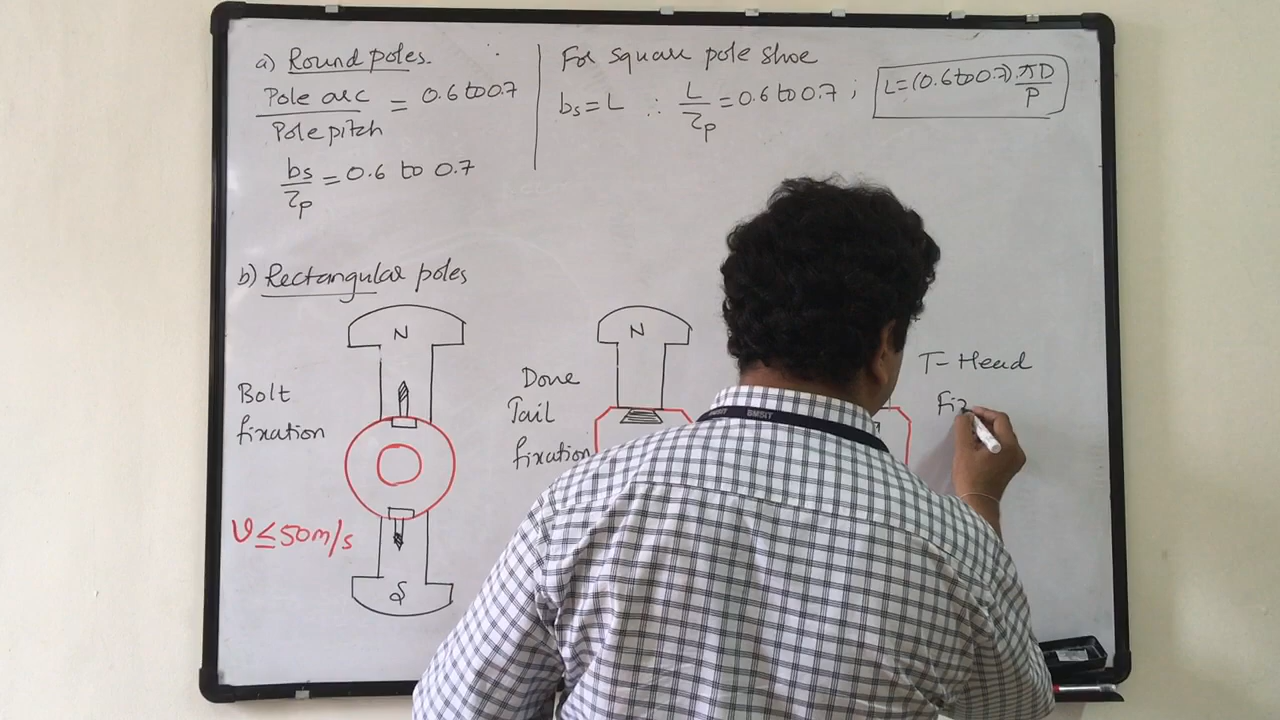 a) Round poles.
Pole arc / Pole pitch = 0.6 to 0.7
bs/τp = 0.6 to 0.7
For square pole shoe
bs = L ∴ L/τp = 0.6 to 0.7 ;
L = (0.6 to 0.7) . πD/P
b) Rectangular poles
N
Bolt
fixation
V ≤ 50m/s
S
N
Dove
Tail
fixation
T- Head
Fix
BMSIT